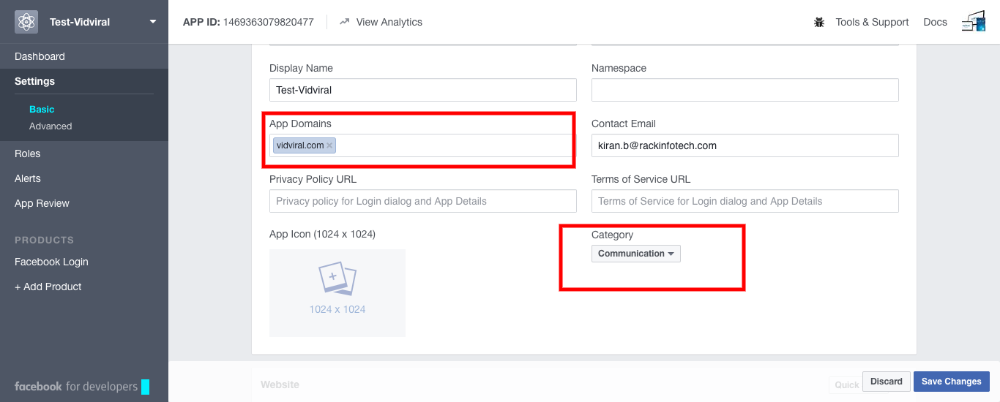 Test-Vidviral
APP ID: 1469363079820477
View Analytics
Tools & Support
Docs
Dashboard
Settings
Basic
Advanced
Roles
Alerts
App Review
PRODUCTS
Facebook Login
+ Add Product
facebook for developers
Display Name
Test-Vidviral
Namespace
App Domains
vidviral.com ×
Contact Email
kiran.b@rackinfotech.com
Privacy Policy URL
Privacy policy for Login dialog and App Details
Terms of Service URL
Terms of Service for Login dialog and App Details
App Icon (1024 x 1024)
1024 x 1024
Category
Communication
Website
Quick
Discard
Save Changes